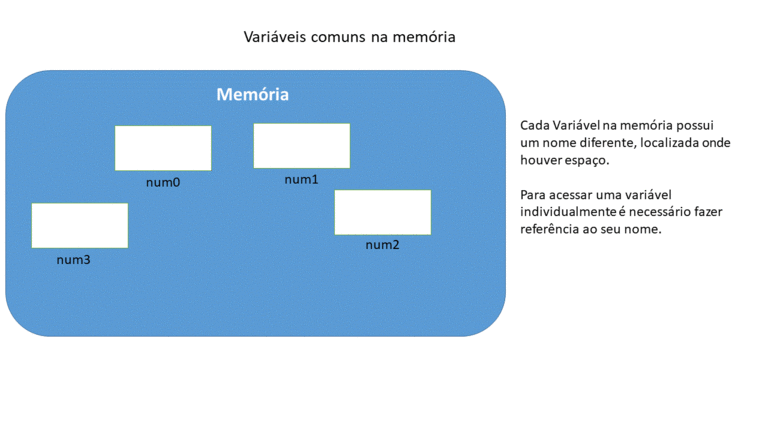 Variáveis comuns na memória
Memória
num0
num1
num2
num3
Cada Variável na memória possui
um nome diferente, localizada onde
houver espaço.
Para acessar uma variável
individualmente é necessário fazer
referência ao seu nome.